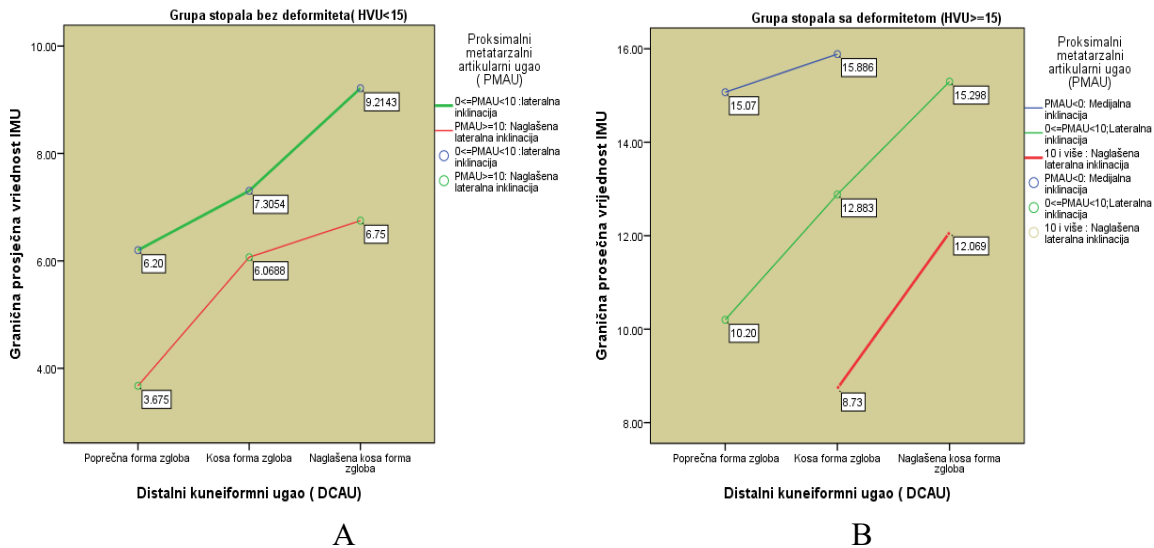 Grupa stopala bez deformiteta( HVU<15)
Granična prosječna vriednost IMU
10.00
8.00
6.00
4.00
9.2143
7.3054
6.20
6.75
6.0688
3.675
Poprečna forma zgloba
Kosa forma zgloba
Naglašena kosa forma
zgloba
Distalni kuneiformni ugao ( DCAU)
Proksimalni
metatarzalni
artikularni ugao
( PMAU)
0<=PMAU<10 :lateralna
inklinacija
PMAU>=10: Naglašena
lateralna inklinacija
0<=PMAU<10 :lateralna
inklinacija
PMAU>=10: Naglašena
lateralna inklinacija
A
Grupa stopala sa deformitetom (HVU>=15)
Granična prosečna vrijednost IMU
16.00
14.00
12.00
10.00
8.00
15.886
15.07
15.298
12.883
12.069
10.20
8.73
Poprečna forma zgloba
Kosa forma zgloba
Naglašena kosa forma
zgloba
Distalni kuneiformni ugao ( DCAU)
Proksimalni
metatarzalni
artikularni ugao
(PMAU)
PMAU<0: Medijalna
inklinacija
0<=PMAU<10;Lateralna
inklinacija
10 i više : Naglašena
lateralna inklinacija
PMAU<0: Medijalna
inklinacija
0<=PMAU<10;Lateralna
inklinacija
10 i više : Naglašena
lateralna inklinacija
B